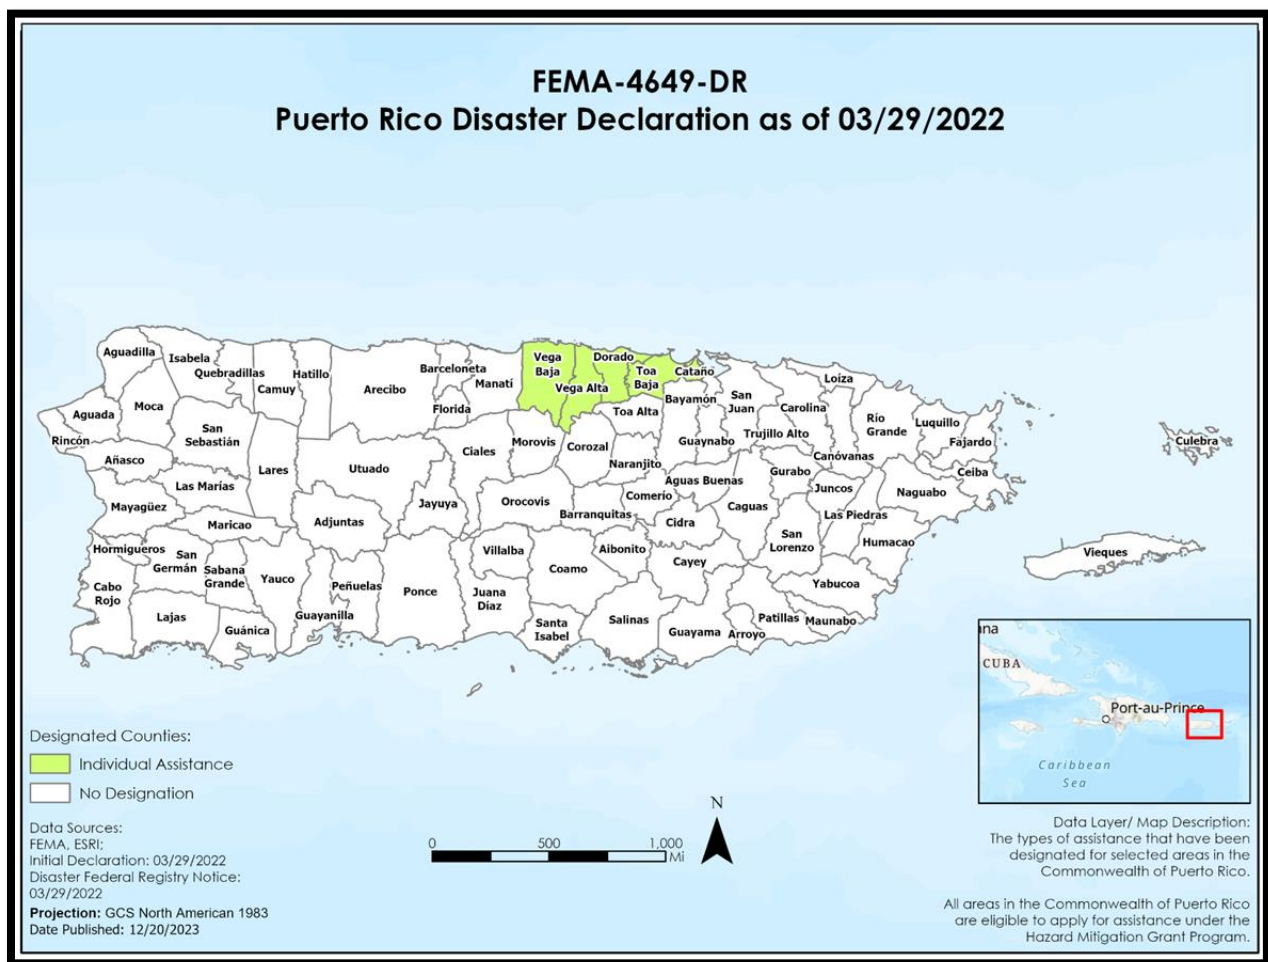 FEMA-4649-DR
Puerto Rico Disaster Declaration as of 03/29/2022
Aguadilla
Isabela
Quebradillas
Camuy
Hatillo
Arecibo
Barceloneta
Manatí
Florida
Vega
Baja
Vega Alta
Dorado
Toa
Baja
Cataño
Toa Alta
Bayamón
San
Juan
Carolina
Loíza
Río
Grande
Luquillo
Fajardo
Culebra
Aguada
Moca
Rincón
San
Sebastián
Añasco
Lares
Utuado
Ciales
Morovis
Corozal
Naranjito
Guaynabo
Trujillo Alto
Canóvanas
Ceiba
Las Marías
Mayagüez
Maricao
Adjuntas
Jayuya
Orocovis
Barranquitas
Comerío
Aguas Buenas
Cidra
Caguas
Gurabo
Juncos
Las Piedras
Naguabo
Humacao
Hormigueros
San
Germán
Sabana
Grande
Cabo
Rojo
Yauco
Peñuelas
Guayanilla
Ponce
Villalba
Juana
Díaz
Coamo
Aibonito
Cayey
San
Lorenzo
Yabucoa
Vieques
Lajas
Guánica
Santa
Isabel
Salinas
Guayama
Arroyo
Patillas
Maunabo
Designated Counties:
Individual Assistance
No Designation
Data Sources:
FEMA, ESRI;
Initial Declaration: 03/29/2022
Disaster Federal Registry Notice:
03/29/2022
Projection: GCS North American 1983
Date Published: 12/20/2023
0 500 1,000
Mi
N
na
CUBA
Port-au-Prince
Caribbean
Sea
Data Layer/ Map Description:
The types of assistance that have been
designated for selected areas in the
Commonwealth of Puerto Rico.
All areas in the Commonwealth of Puerto Rico
are eligible to apply for assistance under the
Hazard Mitigation Grant Program.